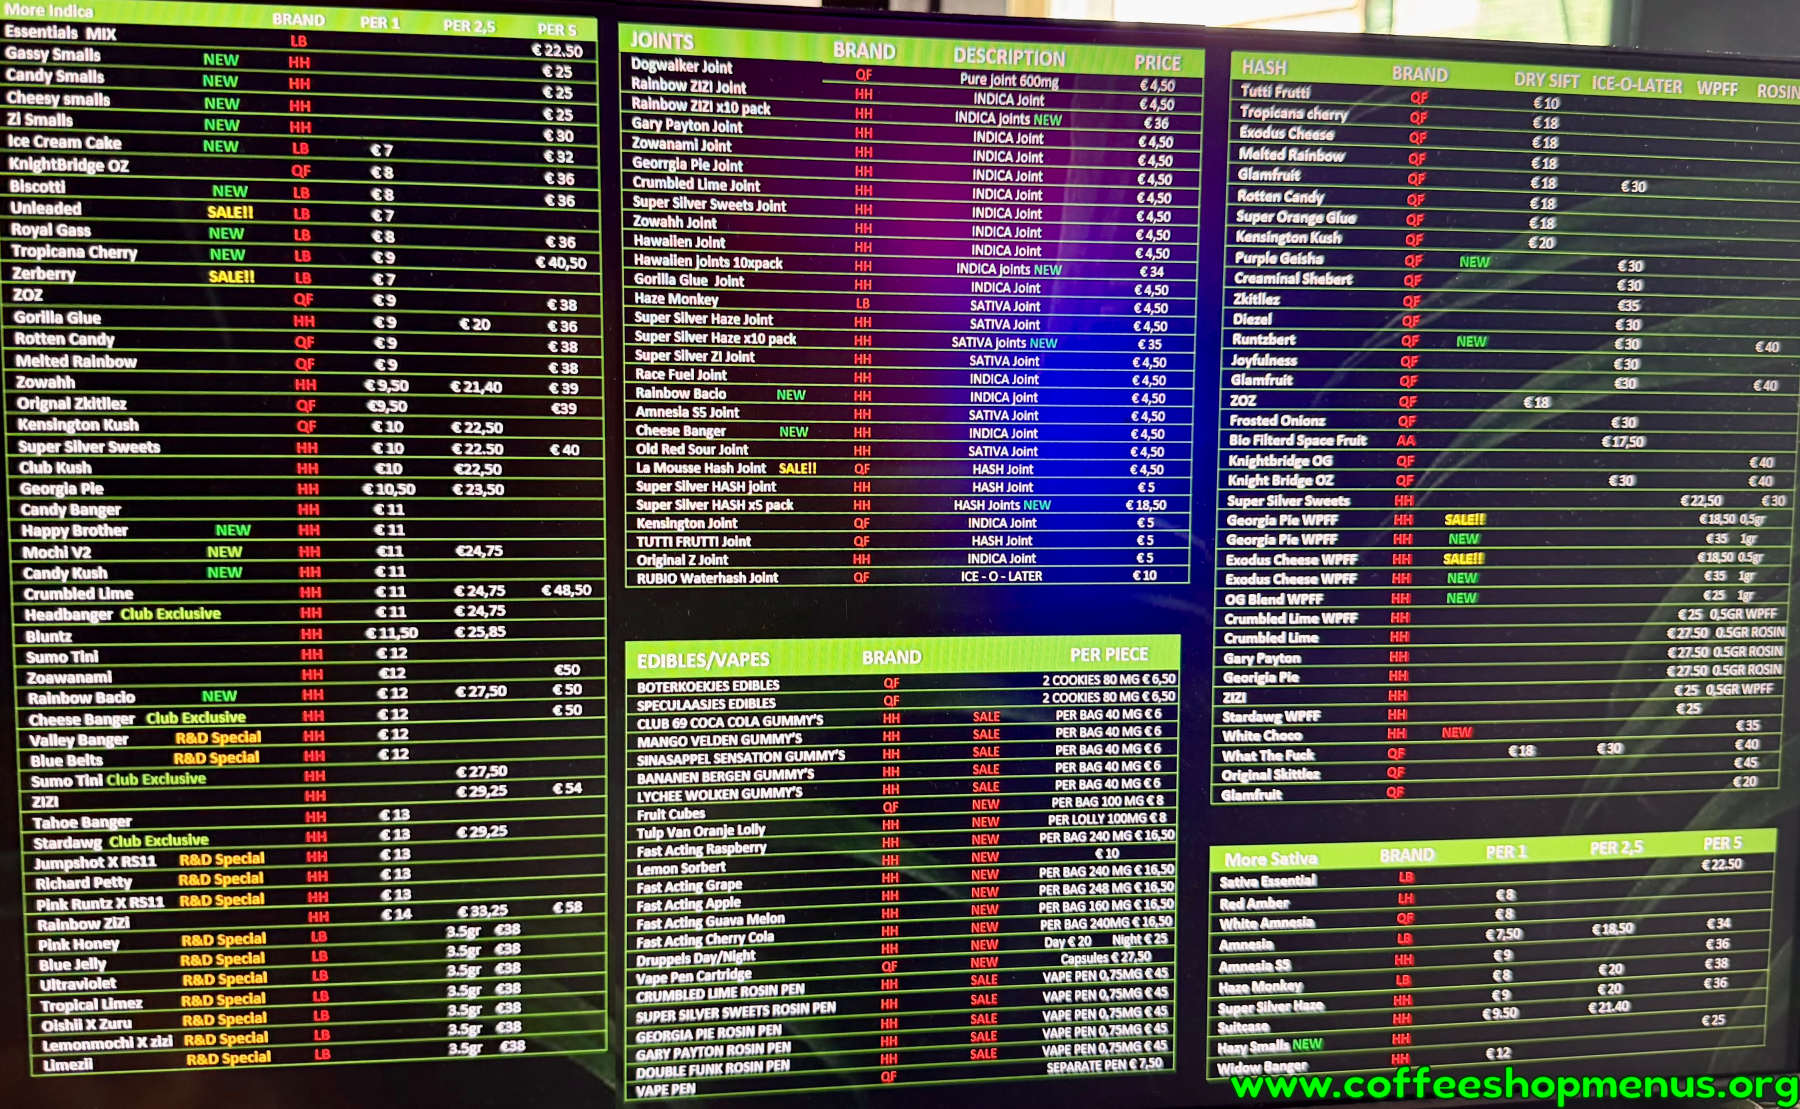 More Indica BRAND PER 1 PER 2,5 PER 5
Essentials MIX LB € 22.50
Gassy Smalls NEW HH € 25
Candy Smalls NEW HH € 25
Cheesy smalls NEW HH € 25
ZI Smalls NEW HH € 30
Ice Cream Cake NEW LB € 7 € 32
KnightBridge OZ QF € 8 € 36
Biscotti NEW LB € 8 € 36
Unleaded SALE!! LB € 7
Royal Gass NEW LB € 8 € 36
Tropicana Cherry NEW LB € 9 € 40,50
Zerberry SALE!! LB € 7
ZOZ QF € 9 € 38
Gorilla Glue HH € 9 € 20 € 36
Rotten Candy QF € 9 € 38
Melted Rainbow QF € 9 € 38
Zowahh HH € 9,50 € 21,40 € 39
Orignal Zkitllez QF €9,50 €39
Kensington Kush QF € 10 € 22,50
Super Silver Sweets HH € 10 € 22.50 € 40
Club Kush HH €10 €22,50
Georgia Pie HH € 10,50 € 23,50
Candy Banger HH € 11
Happy Brother NEW HH € 11
Mochi V2 NEW HH €11 €24,75
Candy Kush NEW HH € 11
Crumbled Lime HH € 11 € 24,75 € 48,50
Headbanger Club Exclusive HH € 11 € 24,75
Bluntz HH € 11,50 € 25,85
Sumo Tini HH € 12
Zoawanami HH €12 €50
Rainbow Bacio NEW HH € 12 € 27,50 € 50
Cheese Banger Club Exclusive HH € 12 € 50
Valley Banger R&D Special HH € 12
Blue Belts R&D Special HH € 12
Sumo Tini Club Exclusive HH € 27,50
ZIZI HH € 29,25 € 54
Tahoe Banger HH € 13
Stardawg Club Exclusive HH € 13 € 29,25
Jumpshot X RS11 R&D Special HH € 13
Richard Petty R&D Special HH € 13
Pink Runtz X RS11 R&D Special HH € 13
Rainbow ZiZi HH € 14 € 33,25 € 58
Pink Honey R&D Special LB 3.5gr €38
Blue Jelly R&D Special LB 3.5gr €38
Ultraviolet R&D Special LB 3.5gr €38
Tropical Limez R&D Special LB 3.5gr €38
Oishii X Zuru R&D Special LB 3.5gr €38
Lemonmochi X zizi R&D Special LB 3.5gr €38
Limezii R&D Special LB 3.5gr €38
JOINTS BRAND DESCRIPTION PRICE
Dogwalker Joint QF Pure joint 600mg € 4,50
Rainbow ZIZI Joint HH INDICA Joint € 4,50
Rainbow ZIZI x10 pack HH INDICA joints NEW € 36
Gary Payton Joint HH INDICA Joint € 4,50
Zowanami Joint HH INDICA Joint € 4,50
Georrgia Pie Joint HH INDICA Joint € 4,50
Crumbled Lime Joint HH INDICA Joint € 4,50
Super Silver Sweets Joint HH INDICA Joint € 4,50
Zowahh Joint HH INDICA Joint € 4,50
Hawaiien Joint HH INDICA Joint € 4,50
Hawaiien joints 10xpack HH INDICA joints NEW € 34
Gorilla Glue Joint HH INDICA Joint € 4,50
Haze Monkey LB SATIVA Joint € 4,50
Super Silver Haze Joint HH SATIVA Joint € 4,50
Super Silver Haze x10 pack HH SATIVA joints NEW € 35
Super Silver ZI Joint HH SATIVA Joint € 4,50
Race Fuel Joint HH INDICA Joint € 4,50
Rainbow Bacio NEW HH INDICA joint € 4,50
Amnesia S5 Joint HH SATIVA Joint € 4,50
Cheese Banger NEW HH INDICA Joint € 4,50
Old Red Sour Joint HH SATIVA Joint € 4,50
La Mousse Hash Joint SALE!! QF HASH Joint € 4,50
Super Silver HASH joint HH HASH Joint € 5
Super Silver HASH x5 pack HH HASH Joints NEW € 18,50
Kensington Joint QF INDICA Joint € 5
TUTTI FRUTTI Joint QF HASH Joint € 5
Original Z Joint HH INDICA Joint € 5
RUBIO Waterhash Joint QF ICE - O - LATER € 10
EDIBLES/VAPES BRAND PER PIECE
BOTERKOEKJES EDIBLES QF 2 COOKIES 80 MG € 6,50
SPECULAASJES EDIBLES QF 2 COOKIES 80 MG € 6,50
CLUB 69 COCA COLA GUMMY'S HH SALE PER BAG 40 MG € 6
MANGO VELDEN GUMMY'S HH SALE PER BAG 40 MG € 6
SINASAPPEL SENSATION GUMMY'S HH SALE PER BAG 40 MG € 6
BANANEN BERGEN GUMMY'S HH SALE PER BAG 40 MG € 6
LYCHEE WOLKEN GUMMY'S HH SALE PER BAG 40 MG € 6
Fruit Cubes QF NEW PER BAG 100 MG € 8
Tulp Van Oranje Lolly HH NEW PER LOLLY 100MG € 8
Fast Acting Raspberry HH NEW PER BAG 240 MG € 16,50
Lemon Sorbert HH NEW € 10
Fast Acting Grape HH NEW PER BAG 240 MG € 16,50
Fast Acting Apple HH NEW PER BAG 248 MG € 16,50
Fast Acting Guava Melon HH NEW PER BAG 160 MG € 16,50
Fast Acting Cherry Cola HH NEW PER BAG 240MG € 16,50
Druppels Day/Night HH NEW Day € 20 Night € 25
Vape Pen Cartridge QF NEW Capsules € 27,50
CRUMBLED LIME ROSIN PEN HH SALE VAPE PEN 0,75MG € 45
SUPER SILVER SWEETS ROSIN PEN HH SALE VAPE PEN 0,75MG € 45
GEORGIA PIE ROSIN PEN HH SALE VAPE PEN 0,75MG € 45
GARY PAYTON ROSIN PEN HH SALE VAPE PEN 0,75MG € 45
DOUBLE FUNK ROSIN PEN HH SALE VAPE PEN 0,75MG € 45
VAPE PEN QF SEPARATE PEN € 7,50
HASH BRAND DRY SIFT ICE-O-LATER WPFF ROSIN
Tutti Frutti QF € 10
Tropicana cherry QF € 18
Exodus Cheese QF € 18
Melted Rainbow QF € 18
Glamfruit QF € 18 € 30
Rotten Candy QF € 18
Super Orange Glue QF € 18
Kensington Kush QF € 20
Purple Geisha QF NEW € 30
Creaminal Shebert QF € 30
Zkitllez QF €35
Diezel QF € 30
Runtzbert QF NEW € 30 € 40
Joyfulness QF € 30
Glamfruit QF €30 € 40
ZOZ QF € 18
Frosted Onionz QF € 30
Bio Filterd Space Fruit AA € 17,50
Knightbridge OG QF € 40
Knight Bridge OZ QF € 30 € 40
Super Silver Sweets HH € 22,50 € 30
Georgia Pie WPFF HH SALE!! € 18,50 0,5gr
Georgia Pie WPFF HH NEW € 35 1gr
Exodus Cheese WPFF HH SALE!! € 18,50 0.5gr
Exodus Cheese WPFF HH NEW € 35 1gr
OG Blend WPFF HH NEW € 25 1gr
Crumbled Lime WPFF HH € 25 0,5GR WPFF
Crumbled Lime HH € 27.50 0.5GR ROSIN
Gary Payton HH € 27.50 0.5GR ROSIN
Georigia Pie HH € 27.50 0.5GR ROSIN
ZIZI HH € 25 0,5GR WPFF
Stardawg WPFF HH € 25
White Choco HH NEW € 35
What The Fuck QF € 18 € 30 € 40
Original Skittlez QF € 45
Glamfruit QF € 20
More Sativa BRAND PER 1 PER 2,5 PER 5
Sativa Essential LB € 22.50
Red Amber LH € 8
White Amnesia QF € 8
Amnesia LB € 7,50 € 18,50 € 34
Amnesia S5 HH € 9 € 36
Haze Monkey LB € 8 € 20 € 38
Super Silver Haze HH € 9 € 20 € 36
Suitcase HH € 9.50 € 21.40
Hazy Smalls NEW HH € 25
Widow Banger HH € 12
www.coffeeshopmenus.org